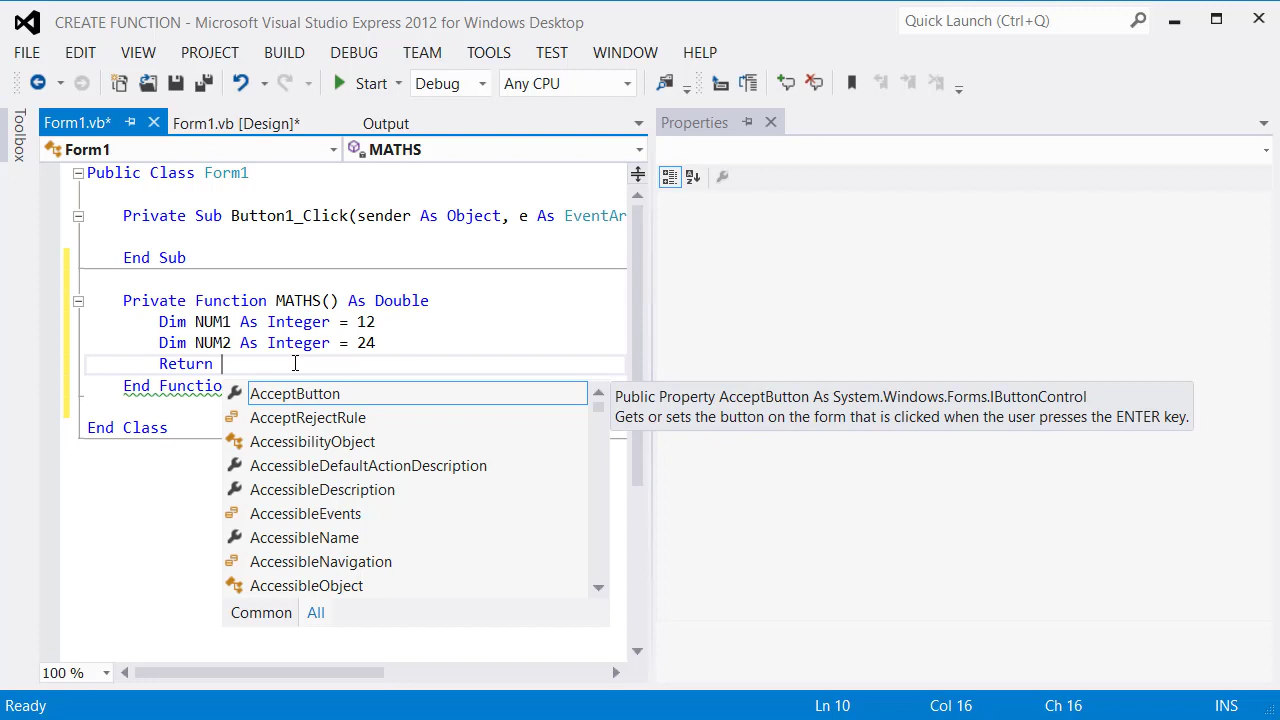 CREATE FUNCTION - Microsoft Visual Studio Express 2012 for Windows Desktop
Quick Launch (Ctrl+Q)
FILE EDIT VIEW PROJECT BUILD DEBUG TEAM TOOLS TEST WINDOW HELP
Start Debug Any CPU
Toolbox
Form1.vb* Form1.vb [Design]* Output
Properties
Form1 MATHS
Public Class Form1
Private Sub Button1_Click(sender As Object, e As EventAr
End Sub
Private Function MATHS() As Double
Dim NUM1 As Integer = 12
Dim NUM2 As Integer = 24
Return
End Functio
End Class
AcceptButton
AcceptRejectRule
AccessibilityObject
AccessibleDefaultActionDescription
AccessibleDescription
AccessibleEvents
AccessibleName
AccessibleNavigation
AccessibleObject
Common All
Public Property AcceptButton As System.Windows.Forms.IButtonControl
Gets or sets the button on the form that is clicked when the user presses the ENTER key.
100 %
Ready Ln 10 Col 16 Ch 16 INS